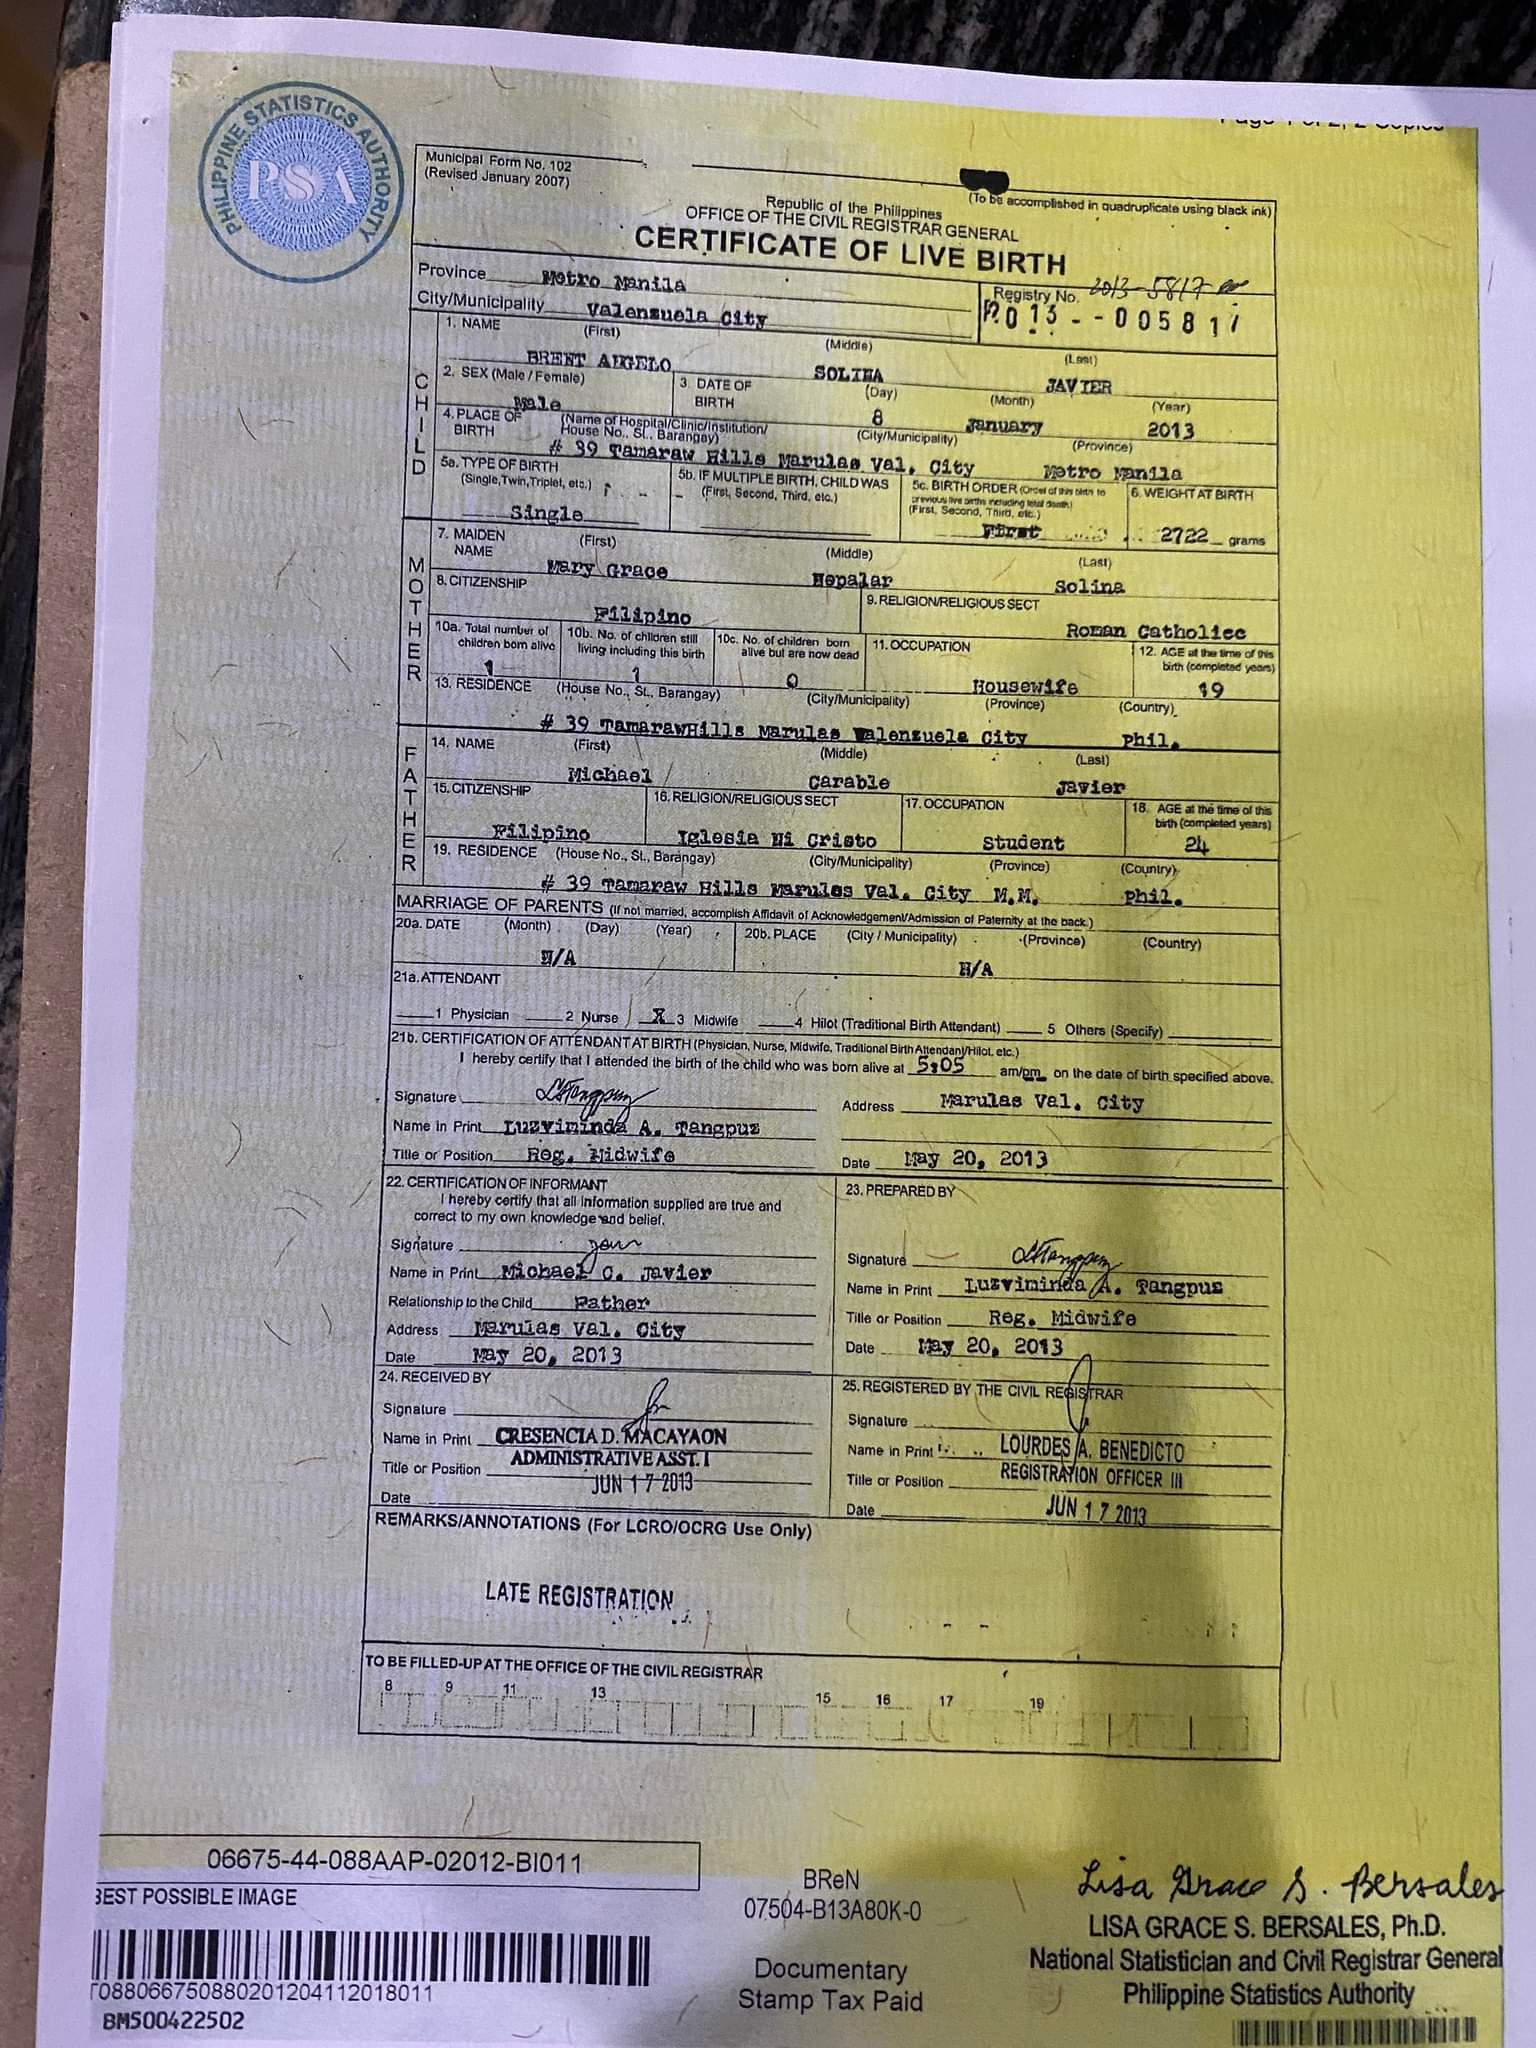 PHILIPPINE STATISTICS AUTHORITY
PSA
Municipal Form No. 102
(Revised January 2007)
(To be accomplished in quadruplicate using black ink)
Republic of the Philippines
OFFICE OF THE CIVIL REGISTRAR GENERAL
CERTIFICATE OF LIVE BIRTH
Province Metro Manila
City/Municipality Valenzuela City
Registry No. 2013-5817
2013--005817
CHILD
1. NAME (First) (Middle) (Last)
BRENT ANGELO SOLINA JAVIER
2. SEX (Male / Female)
Male
3. DATE OF BIRTH (Day) (Month) (Year)
8 January 2013
4. PLACE OF BIRTH (Name of Hospital/Clinic/Institution/ House No., St., Barangay) (City/Municipality) (Province)
# 39 Tamaraw Hills Marulas Val. City Metro Manila
5a. TYPE OF BIRTH (Single,Twin,Triplet, etc.)
Single
5b. IF MULTIPLE BIRTH, CHILD WAS (First, Second, Third, etc.)
5c. BIRTH ORDER (Order of this birth to previous live births including fetal death) (First, Second, Third, etc.)
First
6. WEIGHT AT BIRTH
2722 grams
MOTHER
7. MAIDEN NAME (First) (Middle) (Last)
Mary Grace Hepalar Solina
8. CITIZENSHIP
Filipino
9. RELIGION/RELIGIOUS SECT
Roman Catholicc
10a. Total number of children born alive
1
10b. No. of children still living including this birth
1
10c. No. of children born alive but are now dead
0
11. OCCUPATION
Housewife
12. AGE at the time of this birth (completed years)
19
13. RESIDENCE (House No., St., Barangay) (City/Municipality) (Province) (Country)
# 39 TamarawHills Marulas Valenzuela City Phil.
FATHER
14. NAME (First) (Middle) (Last)
Michael Carable Javier
15. CITIZENSHIP
Filipino
16. RELIGION/RELIGIOUS SECT
Iglesia Ni Cristo
17. OCCUPATION
Student
18. AGE at the time of this birth (completed years)
24
19. RESIDENCE (House No., St., Barangay) (City/Municipality) (Province) (Country)
# 39 Tamaraw Hills Marulas Val. City M.M. Phil.
MARRIAGE OF PARENTS (If not married, accomplish Affidavit of Acknowledgement/Admission of Paternity at the back.)
20a. DATE (Month) (Day) (Year)
N/A
20b. PLACE (City / Municipality) (Province) (Country)
N/A
21a. ATTENDANT
1 Physician 2 Nurse X 3 Midwife 4 Hilot (Traditional Birth Attendant) 5 Others (Specify)
21b. CERTIFICATION OF ATTENDANT AT BIRTH (Physician, Nurse, Midwife, Traditional Birth Attendant/Hilot, etc.)
I hereby certify that I attended the birth of the child who was born alive at 5:05 am/pm on the date of birth specified above.
Signature
Name in Print Luzviminda A. Tangpuz
Title or Position Reg. Midwife
Address Marulas Val. City
Date May 20, 2013
22. CERTIFICATION OF INFORMANT
I hereby certify that all information supplied are true and
correct to my own knowledge and belief.
Signature
Name in Print Michael C. Javier
Relationship to the Child Father
Address Marulas Val. City
Date May 20, 2013
23. PREPARED BY
Signature
Name in Print Luzviminda A. Tangpuz
Title or Position Reg. Midwife
Date May 20, 2013
24. RECEIVED BY
Signature
Name in Print CRESENCIA D. MACAYAON
ADMINISTRATIVE ASST. I
Title or Position
JUN 17 2013
Date
25. REGISTERED BY THE CIVIL REGISTRAR
Signature
Name in Print LOURDES A. BENEDICTO
Title or Position REGISTRATION OFFICER III
Date JUN 17 2013
REMARKS/ANNOTATIONS (For LCRO/OCRG Use Only)
LATE REGISTRATION
TO BE FILLED-UP AT THE OFFICE OF THE CIVIL REGISTRAR
8 9 11 13 15 16 17 19
06675-44-088AAP-02012-BI011
BEST POSSIBLE IMAGE
T088066750880201204112018011
BM500422502
BReN
07504-B13A80K-0
Documentary
Stamp Tax Paid
Lisa Grace S. Bersales
LISA GRACE S. BERSALES, Ph.D.
National Statistician and Civil Registrar General
Philippine Statistics Authority